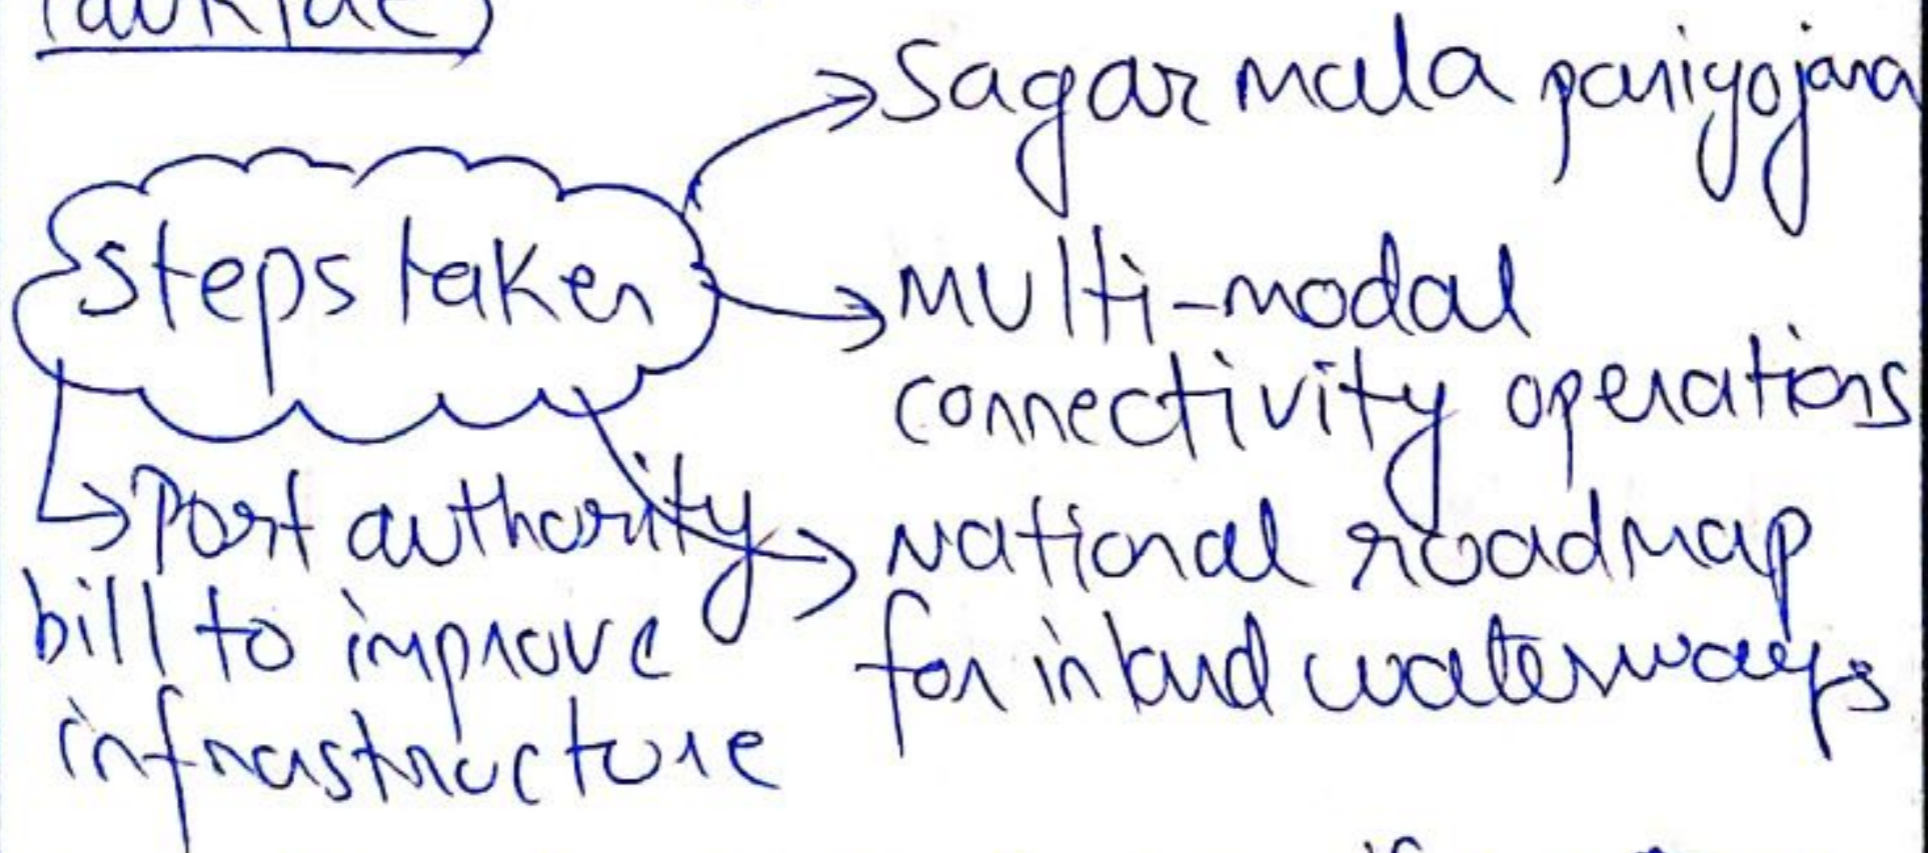 Steps taken
Sagar mala pariyojana
Multi-modal
connectivity operations
National roadmap
for inland waterways
Port authority
bill to improve
infrastructure